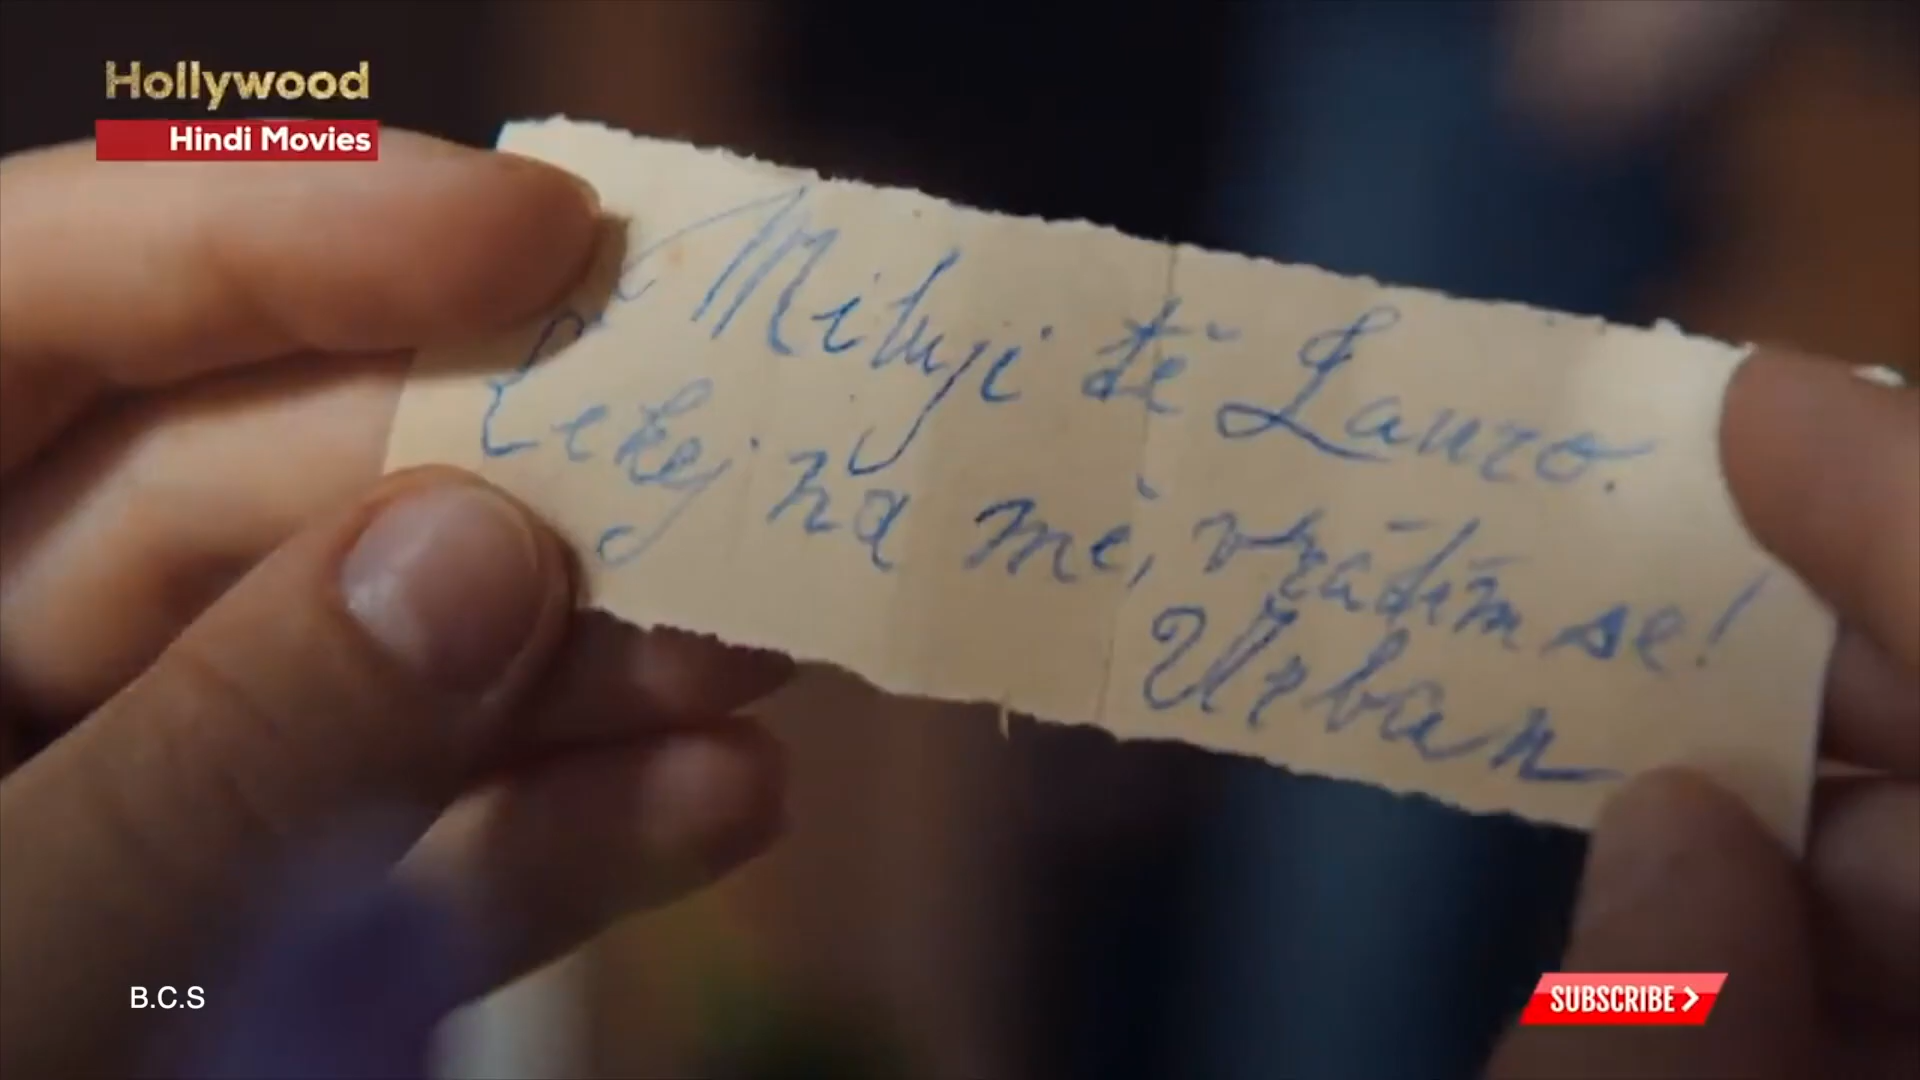 Hollywood
Hindi Movies
Miluji tě Lauro.
Čekej na mě, vrátím se!
Urban
B.C.S
SUBSCRIBE >